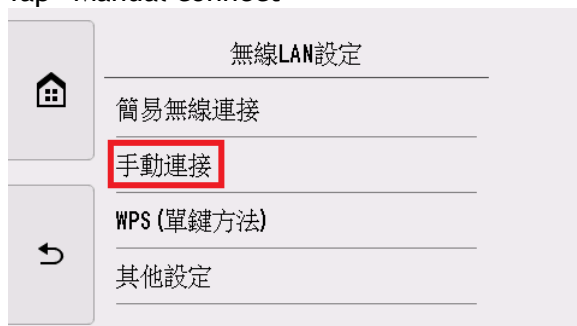 Tap "Manual connect"
無線LAN設定
簡易無線連接
手動連接
WPS (單鍵方法)
其他設定